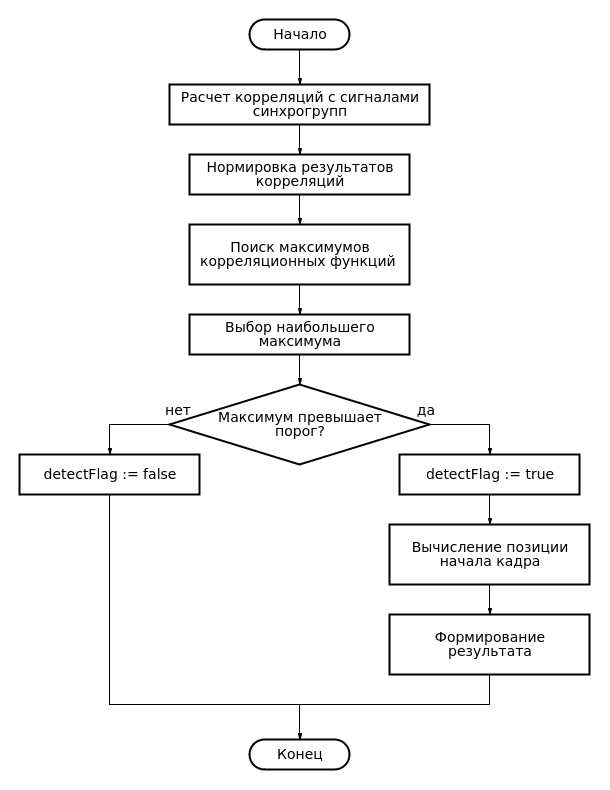 Начало
Расчет корреляций с сигналами
синхрогрупп
Нормировка результатов
корреляций
Поиск максимумов
корреляционных функций
Выбор наибольшего
максимума
нет
Максимум превышает
порог?
да
detectFlag := false
detectFlag := true
Вычисление позиции
начала кадра
Формирование
результата
Конец